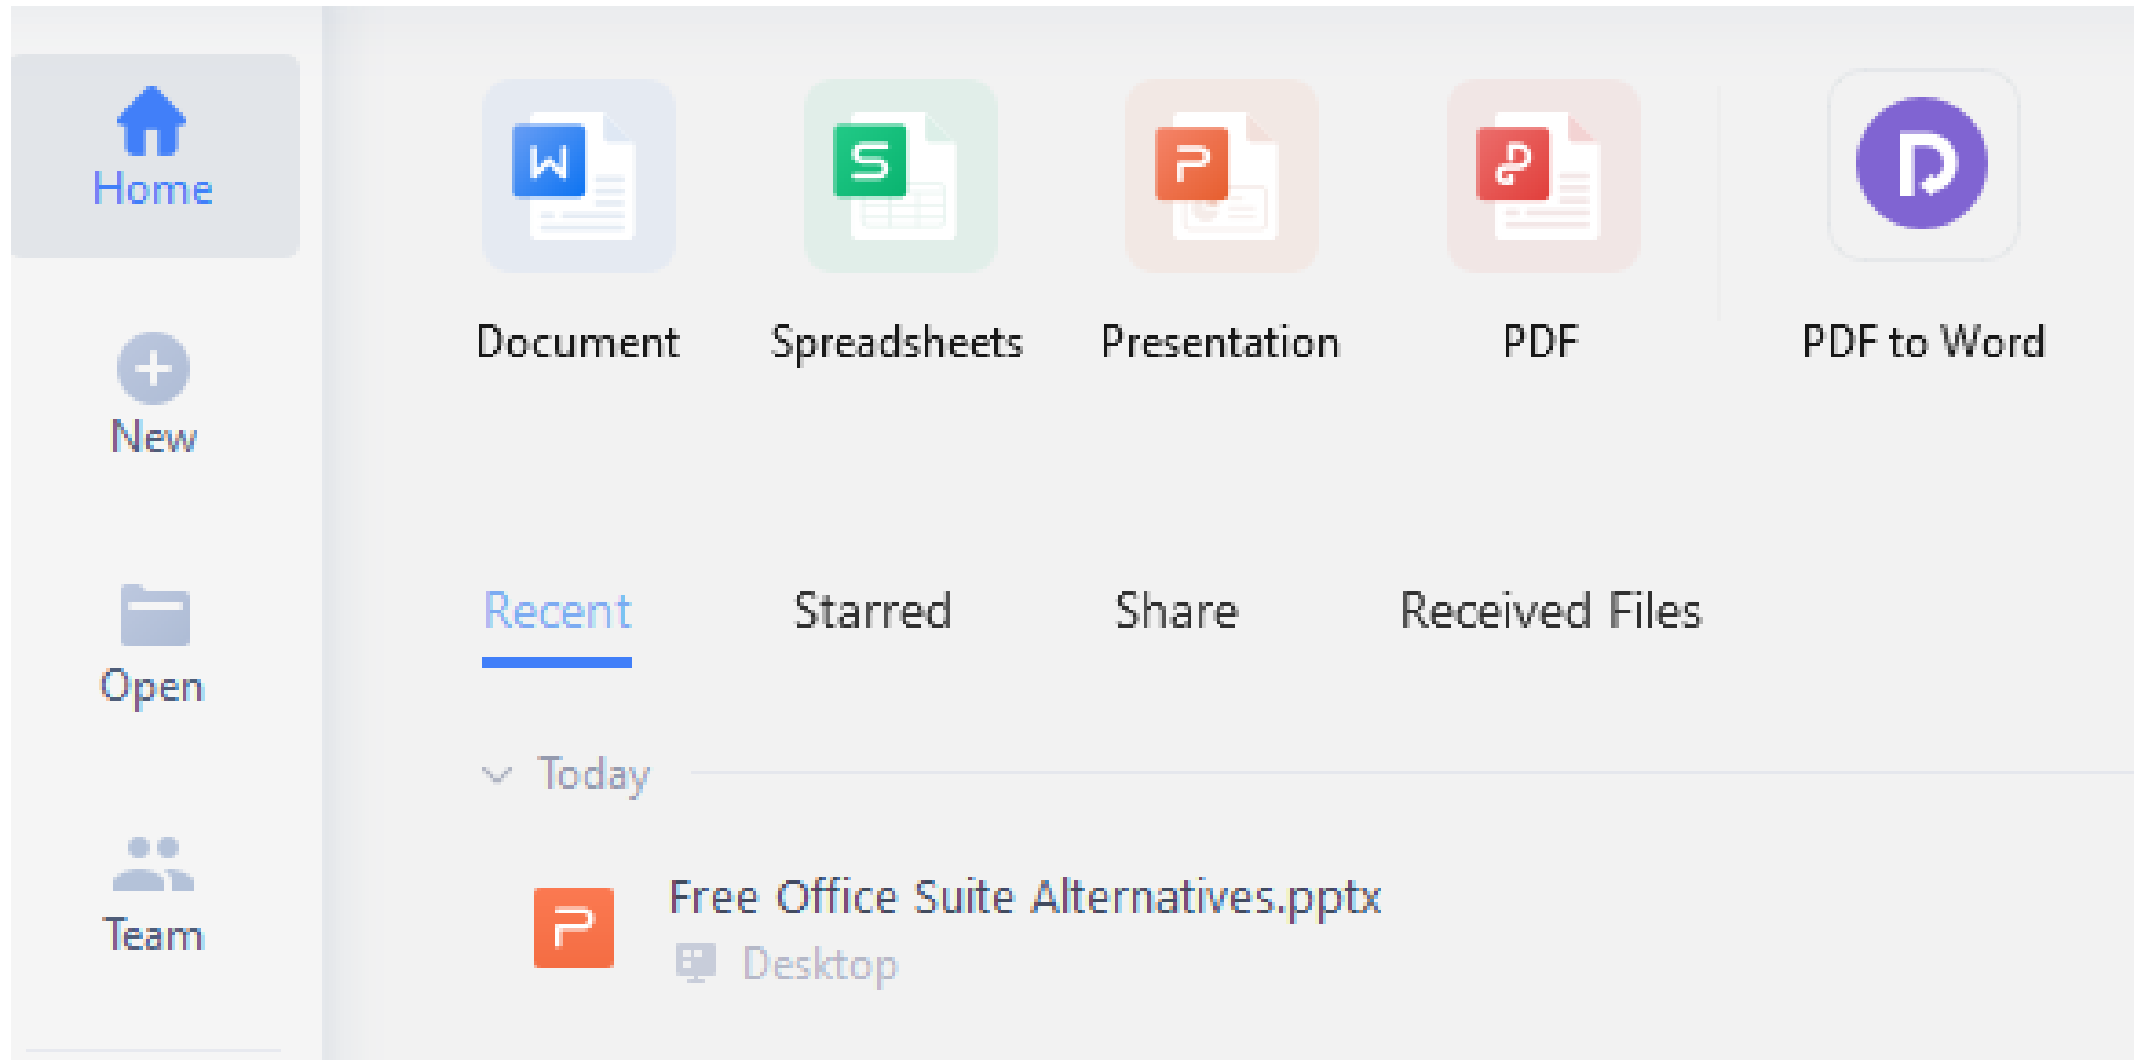 Home
New
Open
Team
W
S
P
D
Document
Spreadsheets
Presentation
PDF
PDF to Word
Recent
Starred
Share
Received Files
Today
P
Free Office Suite Alternatives.pptx
Desktop